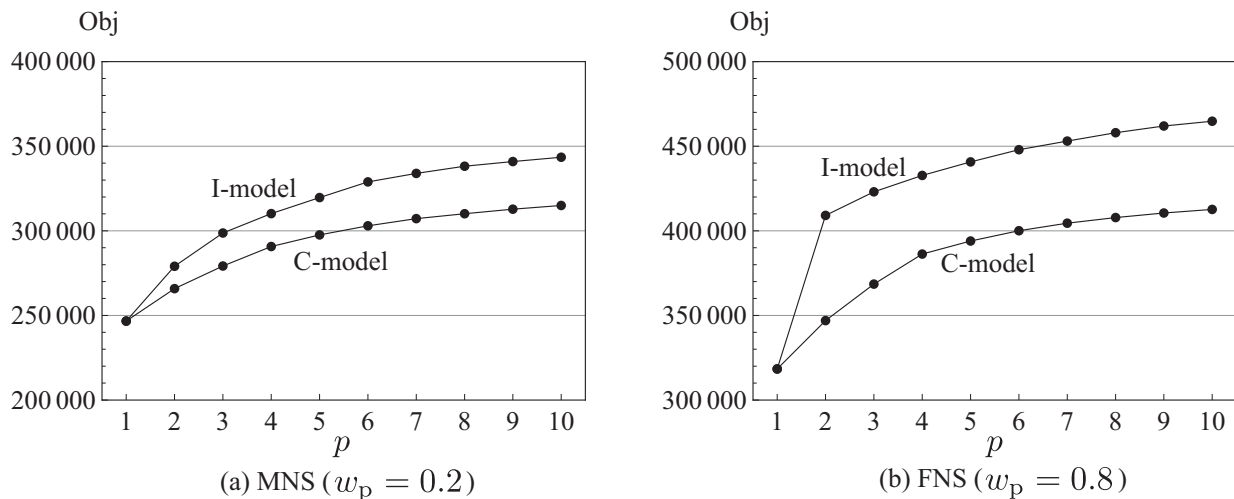 Obj
400 000
350 000
300 000
250 000
200 000
I-model
C-model
1 2 3 4 5 6 7 8 9 10
p
(a) MNS (w_p = 0.2)
Obj
500 000
450 000
400 000
350 000
300 000
I-model
C-model
1 2 3 4 5 6 7 8 9 10
p
(b) FNS (w_p = 0.8)